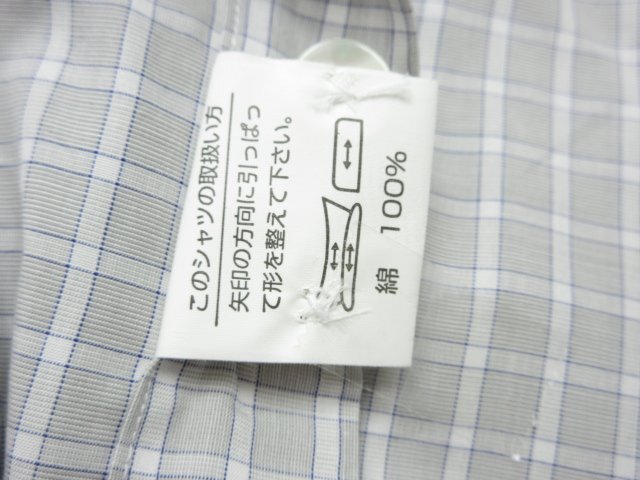 このシャツの取扱い方
矢印の方向に引っぱっ
て形を整えて下さい。
綿 100%